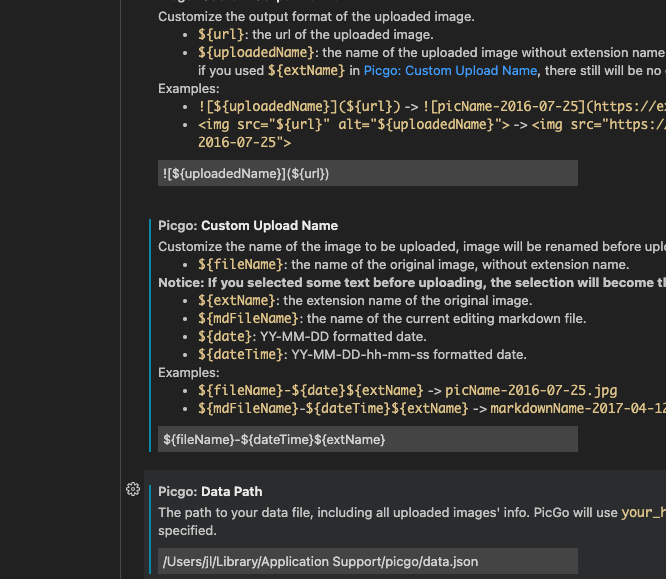 Customize the output format of the uploaded image.
• ${url}: the url of the uploaded image.
• ${uploadedName}: the name of the uploaded image without extension name
if you used ${extName} in Picgo: Custom Upload Name, there still will be no
Examples:
• ![${uploadedName}](${url}) -> ![picName-2016-07-25](https://ex
• <img src="${url}" alt="${uploadedName}"> -> <img src="https:/
2016-07-25">
![${uploadedName}](${url})
Picgo: Custom Upload Name
Customize the name of the image to be uploaded, image will be renamed before uplo
• ${fileName}: the name of the original image, without extension name.
Notice: If you selected some text before uploading, the selection will become th
• ${extName}: the extension name of the original image.
• ${mdFileName}: the name of the current editing markdown file.
• ${date}: YY-MM-DD formatted date.
• ${dateTime}: YY-MM-DD-hh-mm-ss formatted date.
Examples:
• ${fileName}-${date}${extName} -> picName-2016-07-25.jpg
• ${mdFileName}-${dateTime}${extName} -> markdownName-2017-04-12
${fileName}-${dateTime}${extName}
Picgo: Data Path
The path to your data file, including all uploaded images' info. PicGo will use your_h
specified.
/Users/jl/Library/Application Support/picgo/data.json